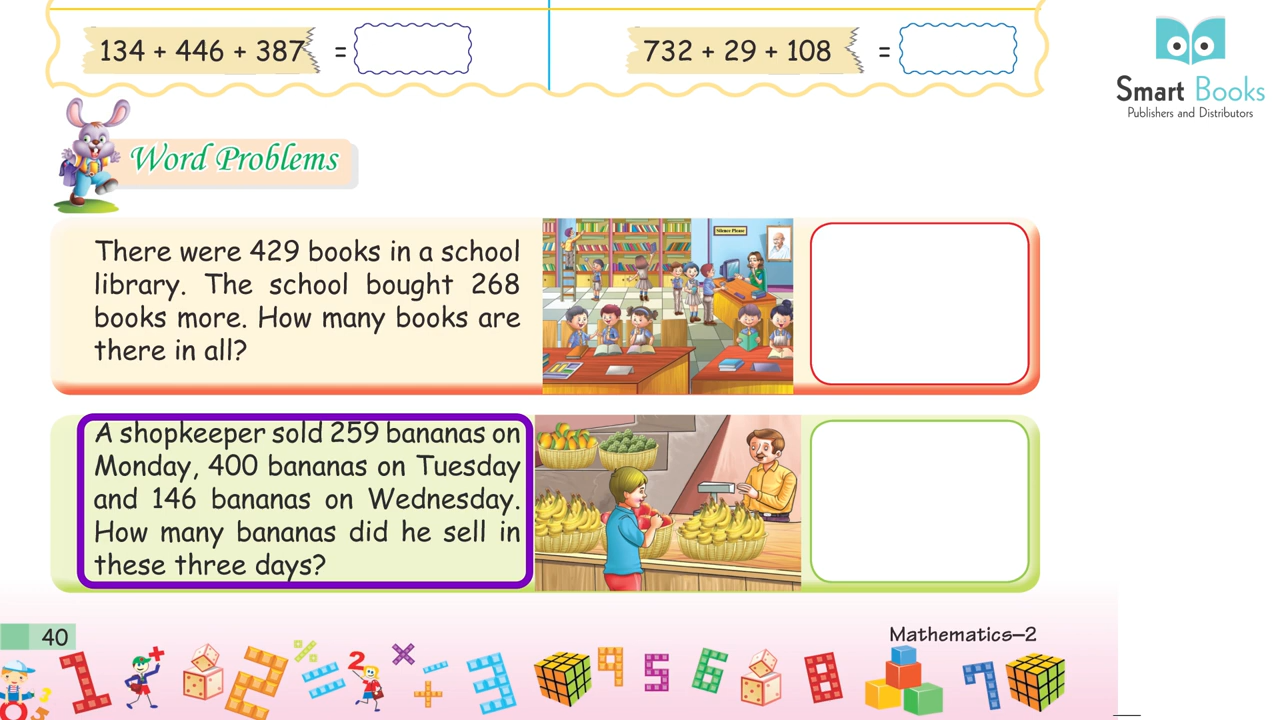 134 + 446 + 387 =
732 + 29 + 108 =
Smart Books
Publishers and Distributors
Word Problems
There were 429 books in a school
library. The school bought 268
books more. How many books are
there in all?
Silence Please
A shopkeeper sold 259 bananas on
Monday, 400 bananas on Tuesday
and 146 bananas on Wednesday.
How many bananas did he sell in
these three days?
40
Mathematics–2